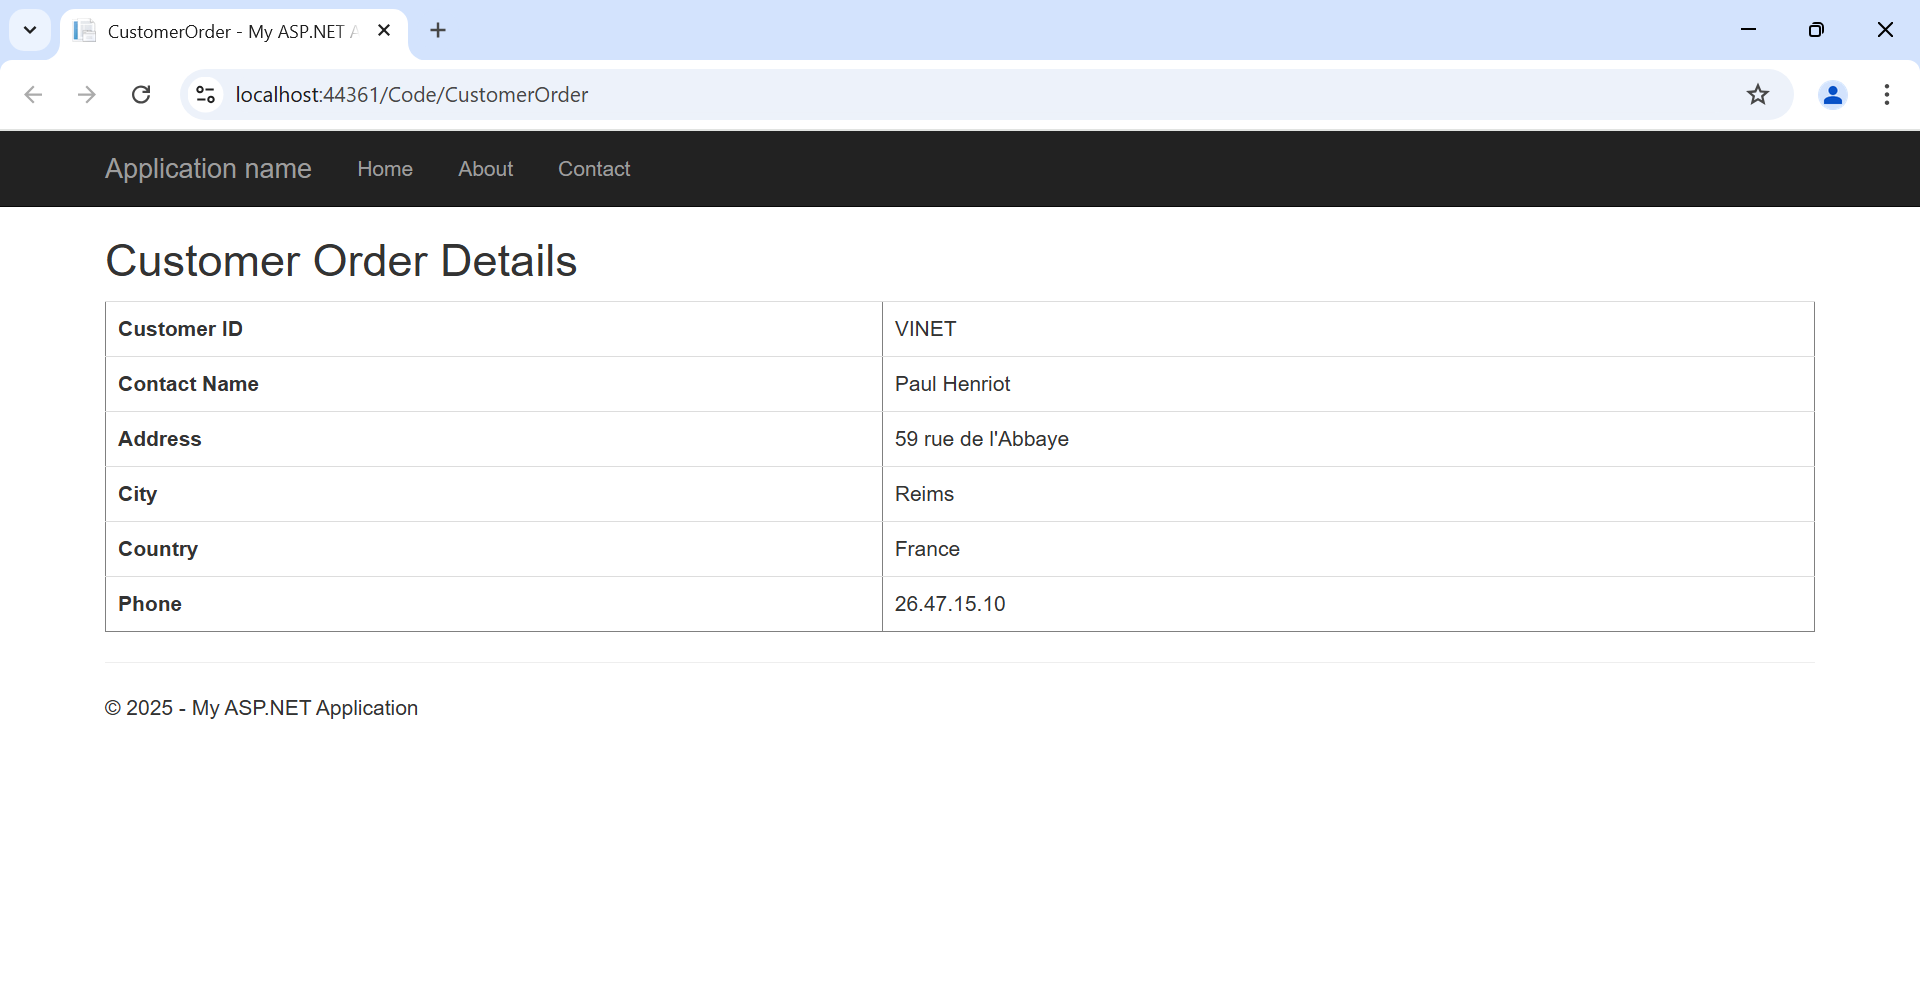 CustomerOrder - My ASP.NET A
localhost:44361/Code/CustomerOrder
Application name Home About Contact
Customer Order Details
Customer ID VINET
Contact Name Paul Henriot
Address 59 rue de l'Abbaye
City Reims
Country France
Phone 26.47.15.10
© 2025 - My ASP.NET Application